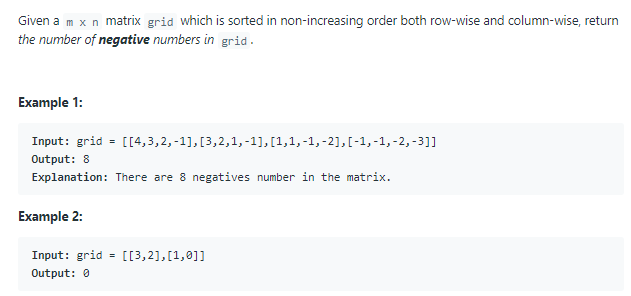 Given a m x n matrix grid which is sorted in non-increasing order both row-wise and column-wise, return
the number of negative numbers in grid.
Example 1:
Input: grid = [[4,3,2,-1],[3,2,1,-1],[1,1,-1,-2],[-1,-1,-2,-3]]
Output: 8
Explanation: There are 8 negatives number in the matrix.
Example 2:
Input: grid = [[3,2],[1,0]]
Output: 0